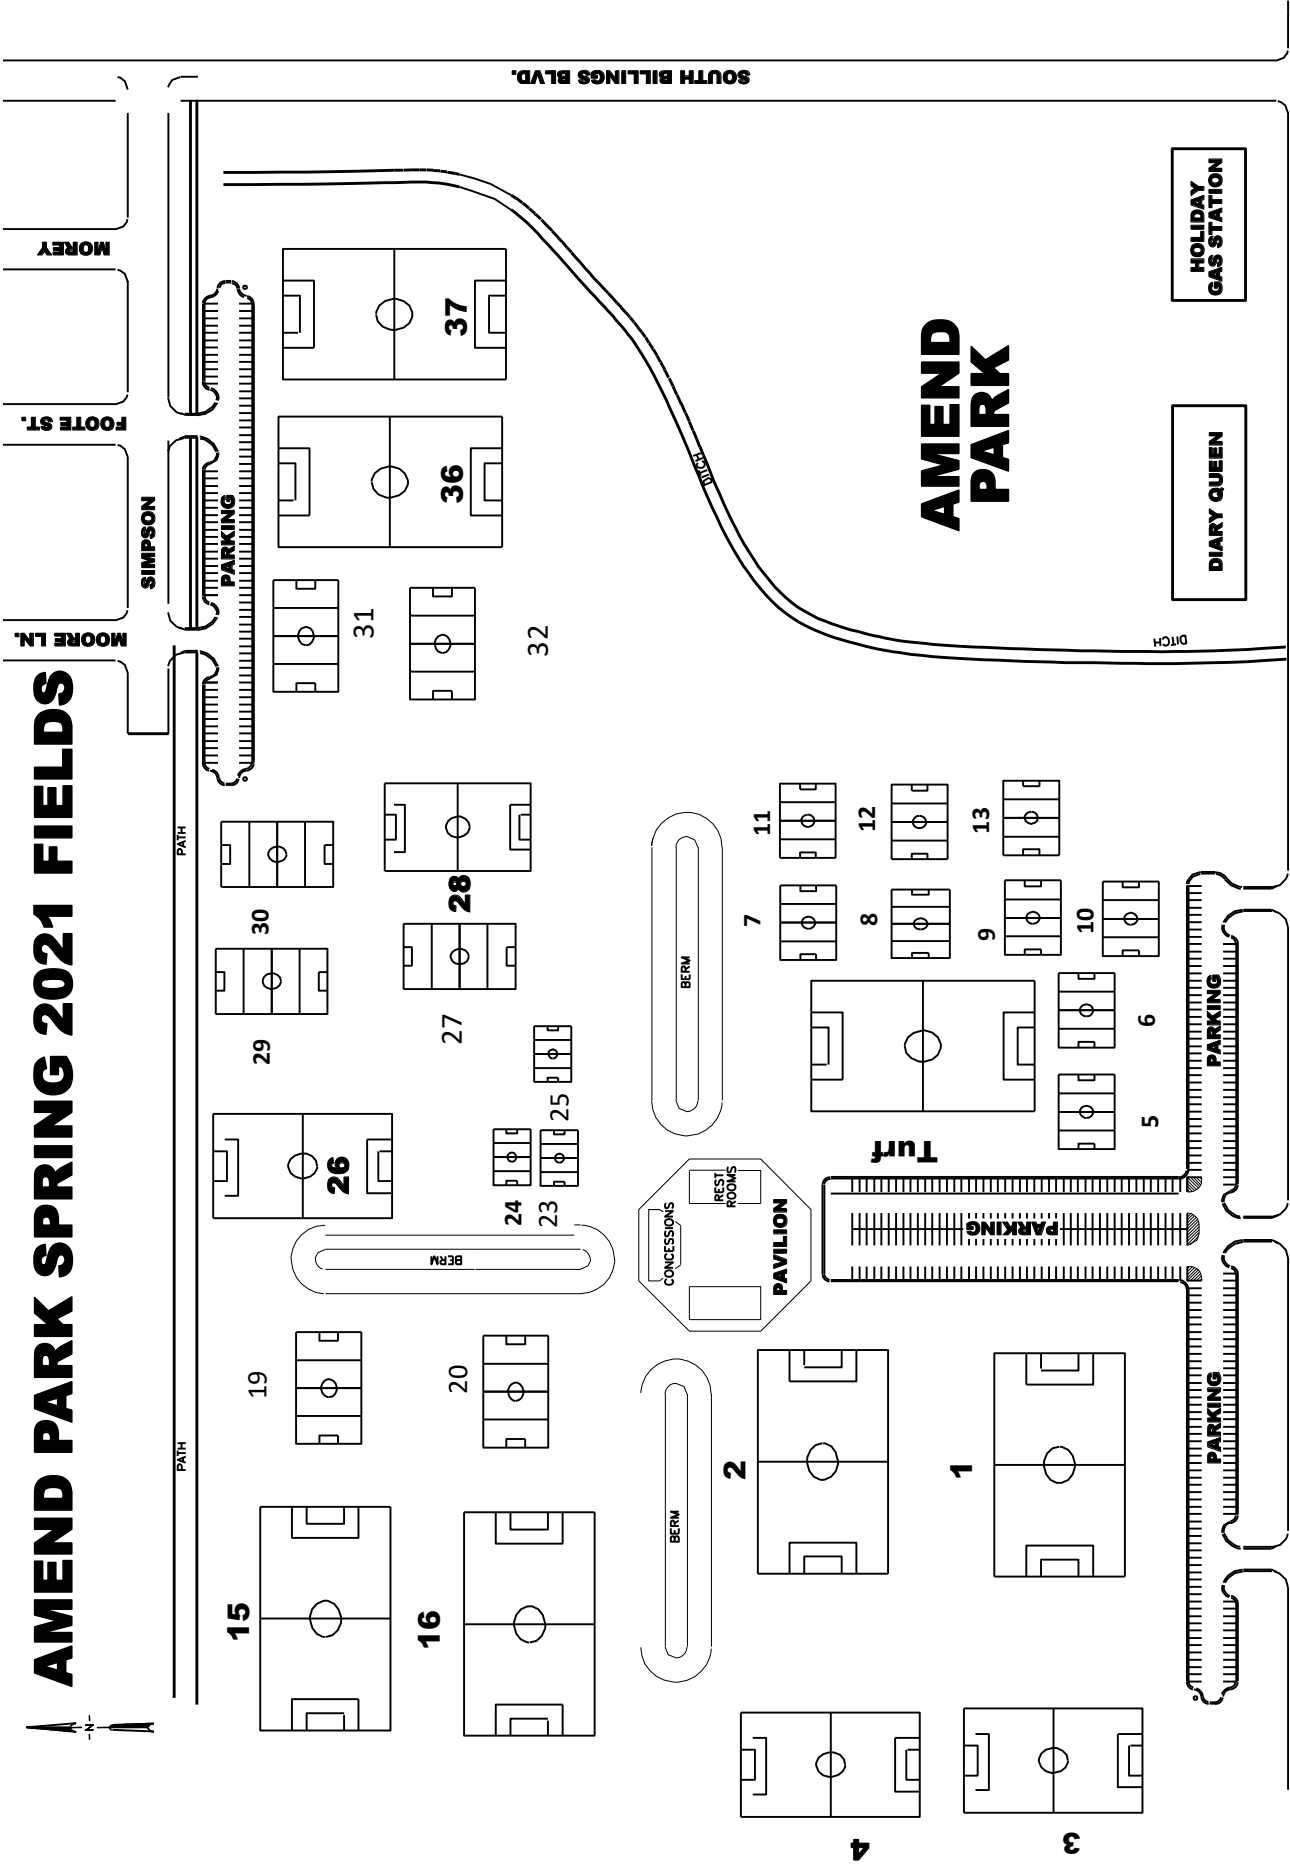 AMEND PARK SPRING 2021 FIELDS
N
PATH
PATH
MOORE LN.
FOOTE ST.
MOREY
SIMPSON
SOUTH BILLINGS BLVD.
PARKING
15
19
26
29
30
31
36
37
16
20
24
23
25
27
28
32
BERM
DITCH
BERM
CONCESSIONS
REST
ROOMS
PAVILION
BERM
2
1
4
3
Turf
7
8
9
10
11
12
13
5
6
AMEND
PARK
DITCH
PARKING
PARKING
PARKING
DIARY QUEEN
HOLIDAY
GAS STATION